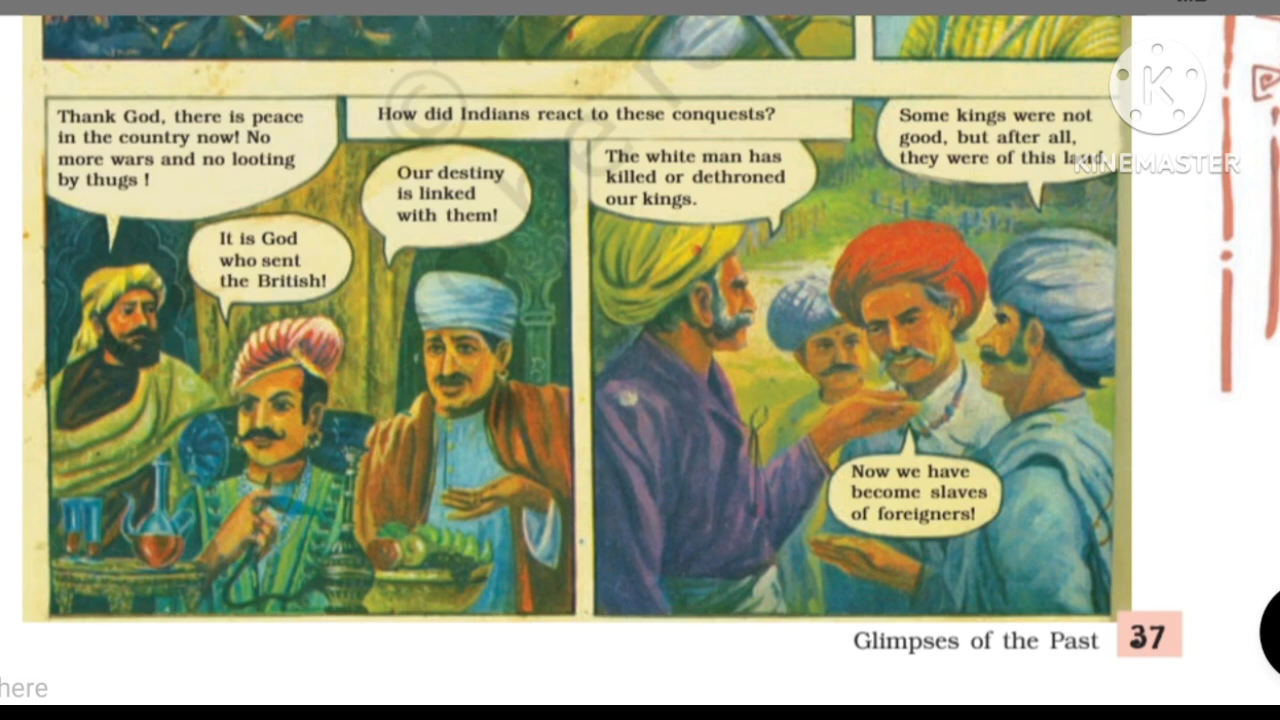 Thank God, there is peace
in the country now! No
more wars and no looting
by thugs !
How did Indians react to these conquests?
It is God
who sent
the British!
Our destiny
is linked
with them!
The white man has
killed or dethroned
our kings.
Some kings were not
good, but after all,
they were of this land.
Now we have
become slaves
of foreigners!
K
KINEMASTER
Glimpses of the Past 37
here